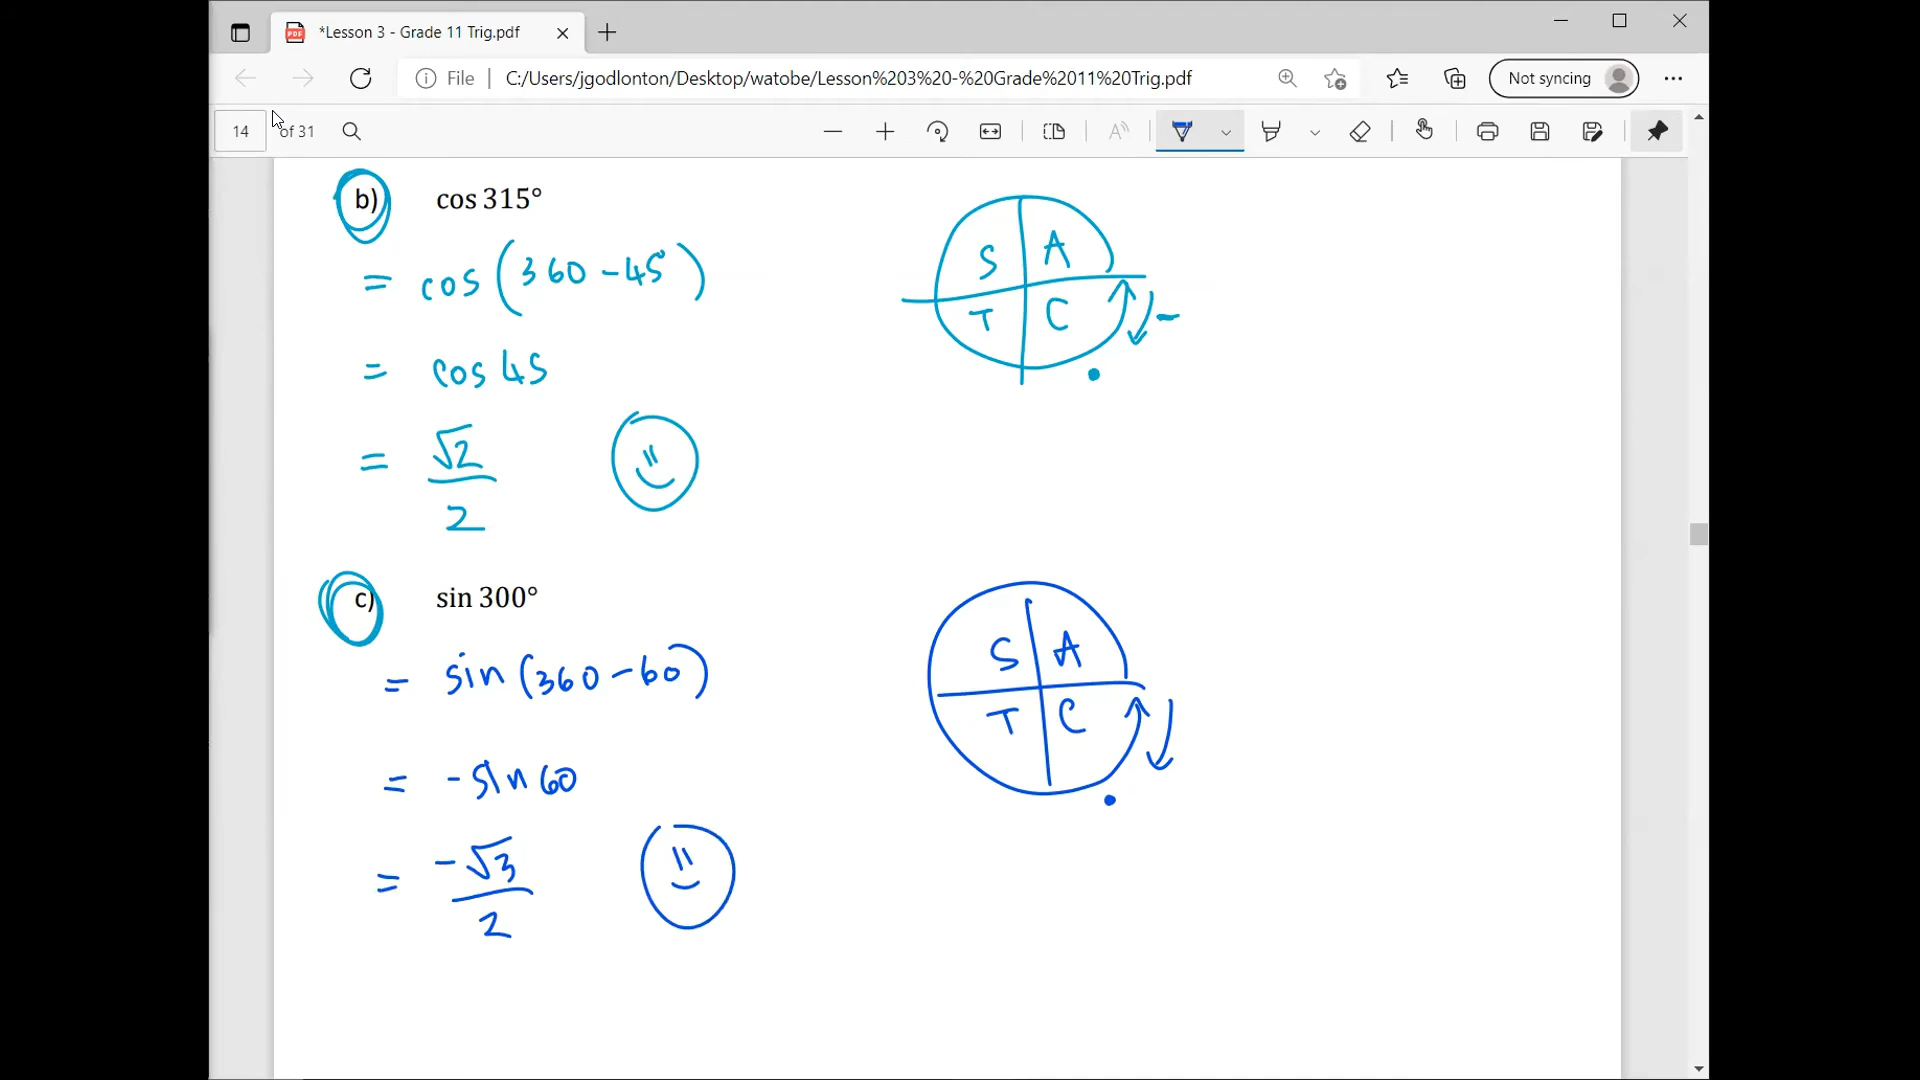 *Lesson 3 - Grade 11 Trig.pdf
File C:/Users/jgodlonton/Desktop/watobe/Lesson%203%20-%20Grade%2011%20Trig.pdf
Not syncing
14 of 31
b) cos 315°
= cos (360 - 45°)
= cos 45
= √2/2
S A
T C
-
c) sin 300°
= sin (360 - 60)
= - sin 60
= -√3/2
S A
T C